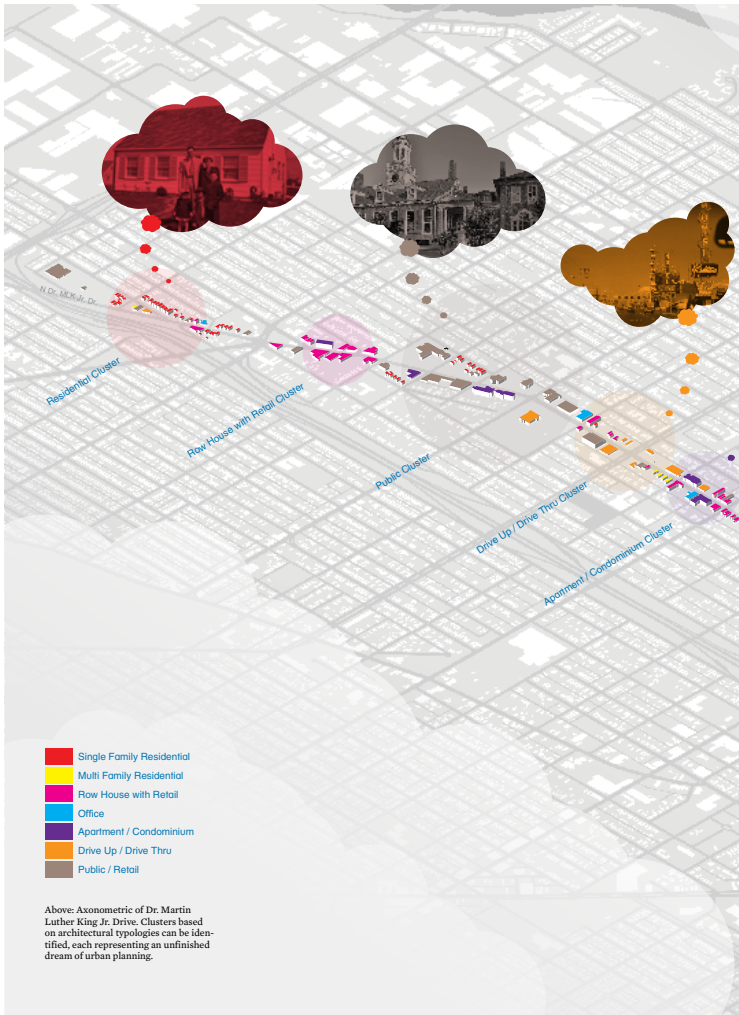 N Dr. MLK Jr. Dr.
Residential Cluster
Row House with Retail Cluster
Public Cluster
Drive Up / Drive Thru Cluster
Apartment / Condominium Cluster
Single Family Residential
Multi Family Residential
Row House with Retail
Office
Apartment / Condominium
Drive Up / Drive Thru
Public / Retail
Above: Axonometric of Dr. Martin
Luther King Jr. Drive. Clusters based
on architectural typologies can be iden-
tified, each representing an unfinished
dream of urban planning.